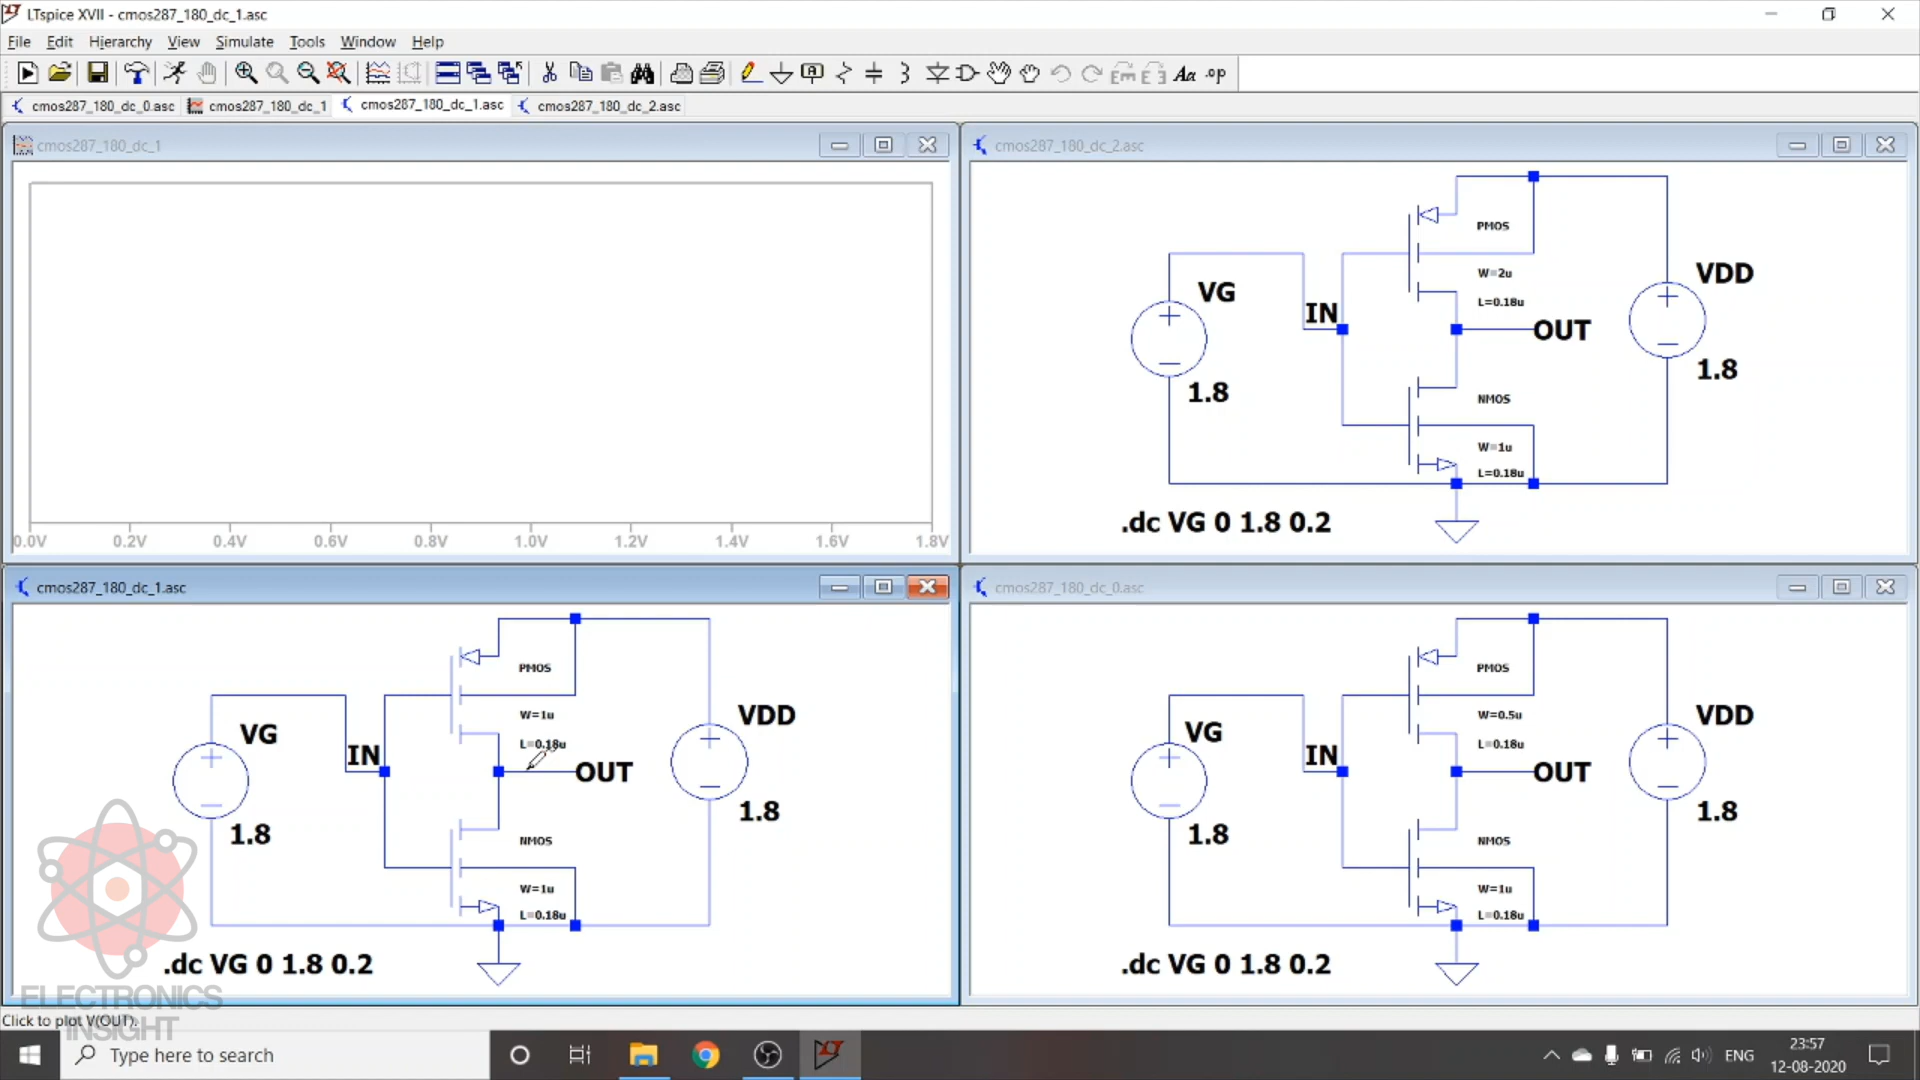 LTspice XVII - cmos287_180_dc_1.asc
File Edit Hierarchy View Simulate Tools Window Help
Aa .op
cmos287_180_dc_0.asc cmos287_180_dc_1 cmos287_180_dc_1.asc cmos287_180_dc_2.asc
cmos287_180_dc_1
0.0V 0.2V 0.4V 0.6V 0.8V 1.0V 1.2V 1.4V 1.6V 1.8V
cmos287_180_dc_2.asc
PMOS
W=2u
L=0.18u
VG
IN
OUT
VDD
1.8
1.8
NMOS
W=1u
L=0.18u
.dc VG 0 1.8 0.2
cmos287_180_dc_1.asc
PMOS
W=1u
L=0.18u
VG
IN
OUT
VDD
1.8
1.8
NMOS
W=1u
L=0.18u
.dc VG 0 1.8 0.2
cmos287_180_dc_0.asc
PMOS
W=0.5u
L=0.18u
VG
IN
OUT
VDD
1.8
1.8
NMOS
W=1u
L=0.18u
.dc VG 0 1.8 0.2
ELECTRONICS
INSIGHT
Click to plot V(OUT).
Type here to search
ENG
23:57
12-08-2020